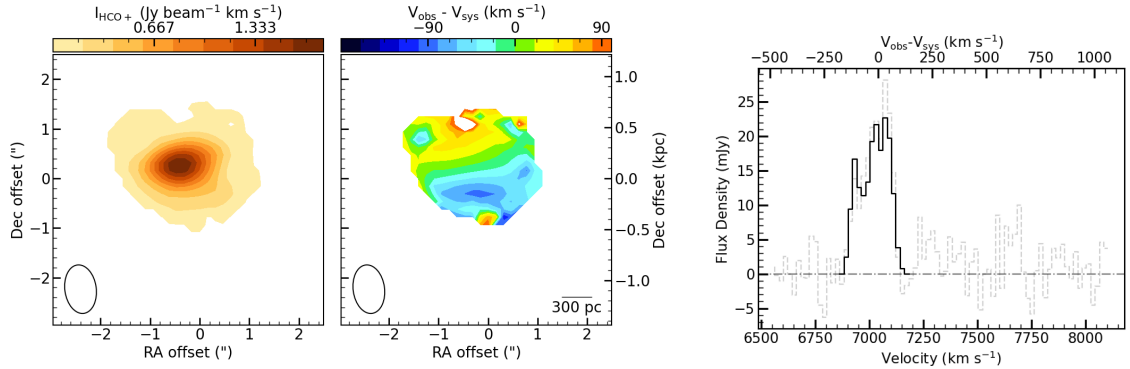 I_HCO+ (Jy beam⁻¹ km s⁻¹)
0.667 1.333
V_obs - V_sys (km s⁻¹)
−90 0 90
V_obs-V_sys (km s⁻¹)
−500 −250 0 250 500 750 1000
Dec offset (")
2
1
0
−1
−2
−2 −1 0 1 2
RA offset (")
300 pc
−2 −1 0 1 2
RA offset (")
1.0
0.5
0.0
−0.5
−1.0
Dec offset (kpc)
Flux Density (mJy)
25
20
15
10
5
0
−5
6500 6750 7000 7250 7500 7750 8000
Velocity (km s⁻¹)